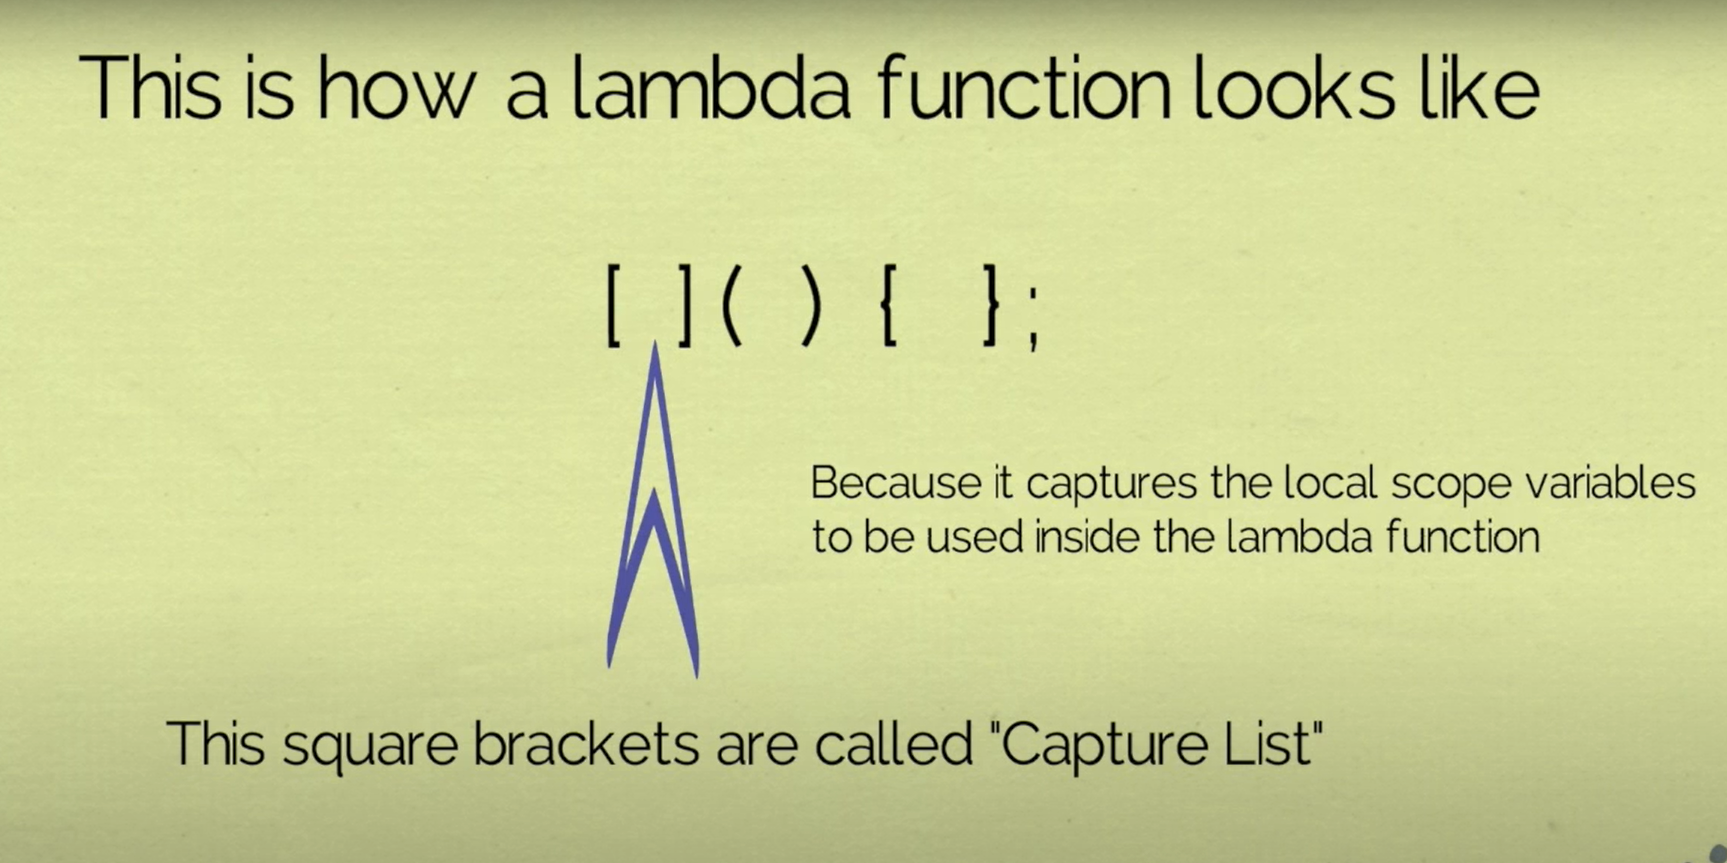 This is how a lambda function looks like
[ ]( ) { };
Because it captures the local scope variables
to be used inside the lambda function
This square brackets are called "Capture List"